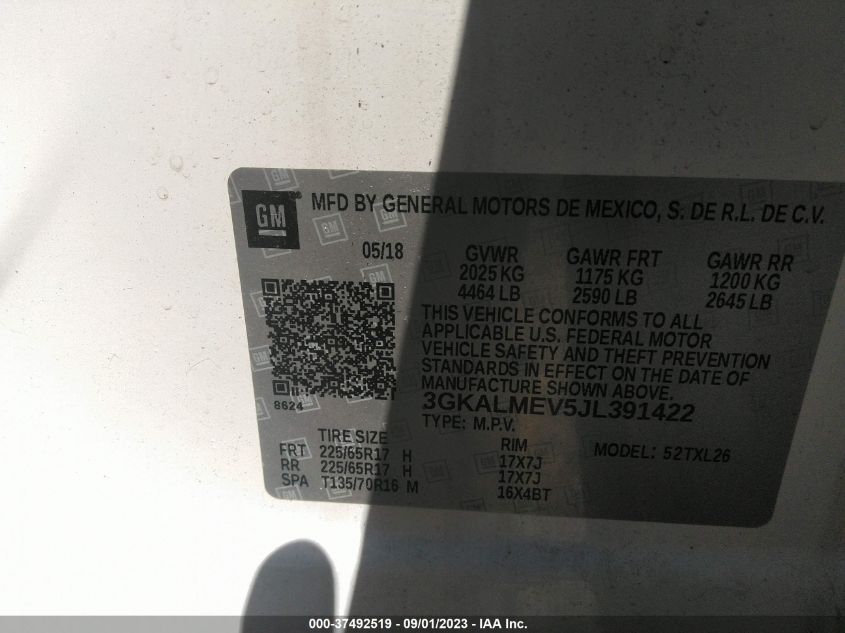 GM ® MFD BY GENERAL MOTORS DE MEXICO, S. DE R.L. DE C.V.
05/18 GVWR GAWR FRT GAWR RR
2025 KG 1175 KG 1200 KG
4464 LB 2590 LB 2645 LB
THIS VEHICLE CONFORMS TO ALL
APPLICABLE U.S. FEDERAL MOTOR
VEHICLE SAFETY AND THEFT PREVENTION
STANDARDS IN EFFECT ON THE DATE OF
MANUFACTURE SHOWN ABOVE.
8624 3GKALMEV5JL391422
TYPE: M.P.V.
TIRE SIZE RIM MODEL: 52TXL26
FRT 225/65R17 H 17X7J
RR 225/65R17 H 17X7J
SPA T135/70R16 M 16X4BT
000-37492519 - 09/01/2023 - IAA Inc.